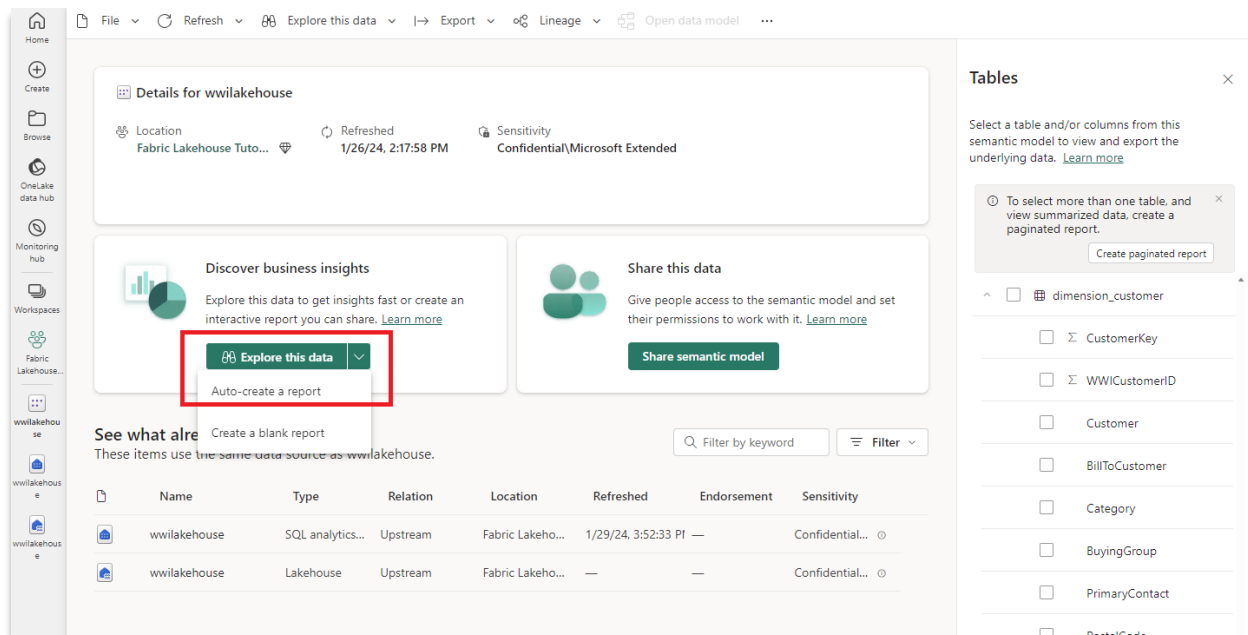 File
Refresh
Explore this data
Export
Lineage
Open data model
...
Home
Create
Browse
OneLake
data hub
Monitoring
hub
Workspaces
Fabric
Lakehouse...
wwilakehou
se
wwilakehous
e
wwilakehous
e
Details for wwilakehouse
Location
Fabric Lakehouse Tuto...
Refreshed
1/26/24, 2:17:58 PM
Sensitivity
Confidential\Microsoft Extended
Discover business insights
Explore this data to get insights fast or create an
interactive report you can share. Learn more
Explore this data
Auto-create a report
Create a blank report
Share this data
Give people access to the semantic model and set
their permissions to work with it. Learn more
Share semantic model
See what alre
These items use the same data source as wwilakehouse.
Filter by keyword
Filter
Name Type Relation Location Refreshed Endorsement Sensitivity
wwilakehouse SQL analytics... Upstream Fabric Lakeho... 1/29/24, 3:52:33 PM — Confidential...
wwilakehouse Lakehouse Upstream Fabric Lakeho... — — Confidential...
Tables
Select a table and/or columns from this
semantic model to view and export the
underlying data. Learn more
To select more than one table, and
view summarized data, create a
paginated report.
Create paginated report
dimension_customer
Σ CustomerKey
Σ WWICustomerID
Customer
BillToCustomer
Category
BuyingGroup
PrimaryContact
PostalCode